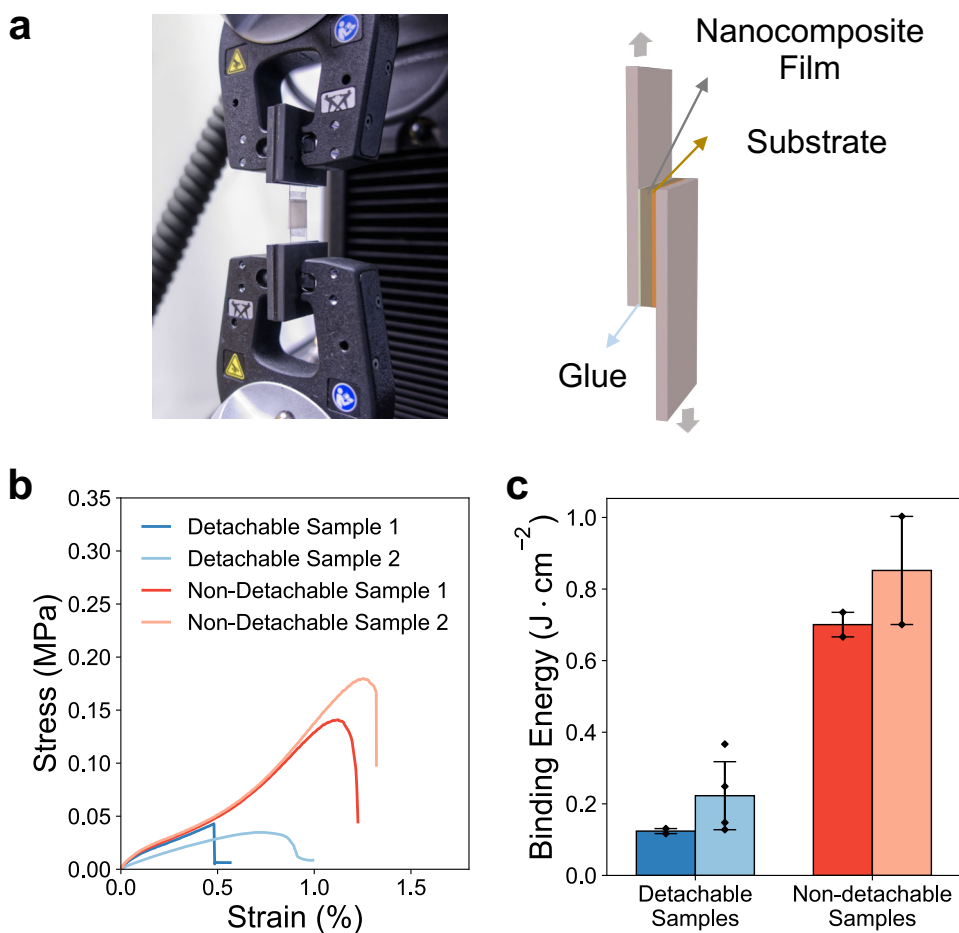 a
Nanocomposite
Film
Substrate
Glue
b
0.35
0.30
0.25
0.20
0.15
0.10
0.05
0.00
Stress (MPa)
Detachable Sample 1
Detachable Sample 2
Non-Detachable Sample 1
Non-Detachable Sample 2
0.0 0.5 1.0 1.5
Strain (%)
c
1.0
0.8
0.6
0.4
0.2
0.0
Binding Energy (J · cm⁻²)
Detachable Non-detachable
Samples Samples